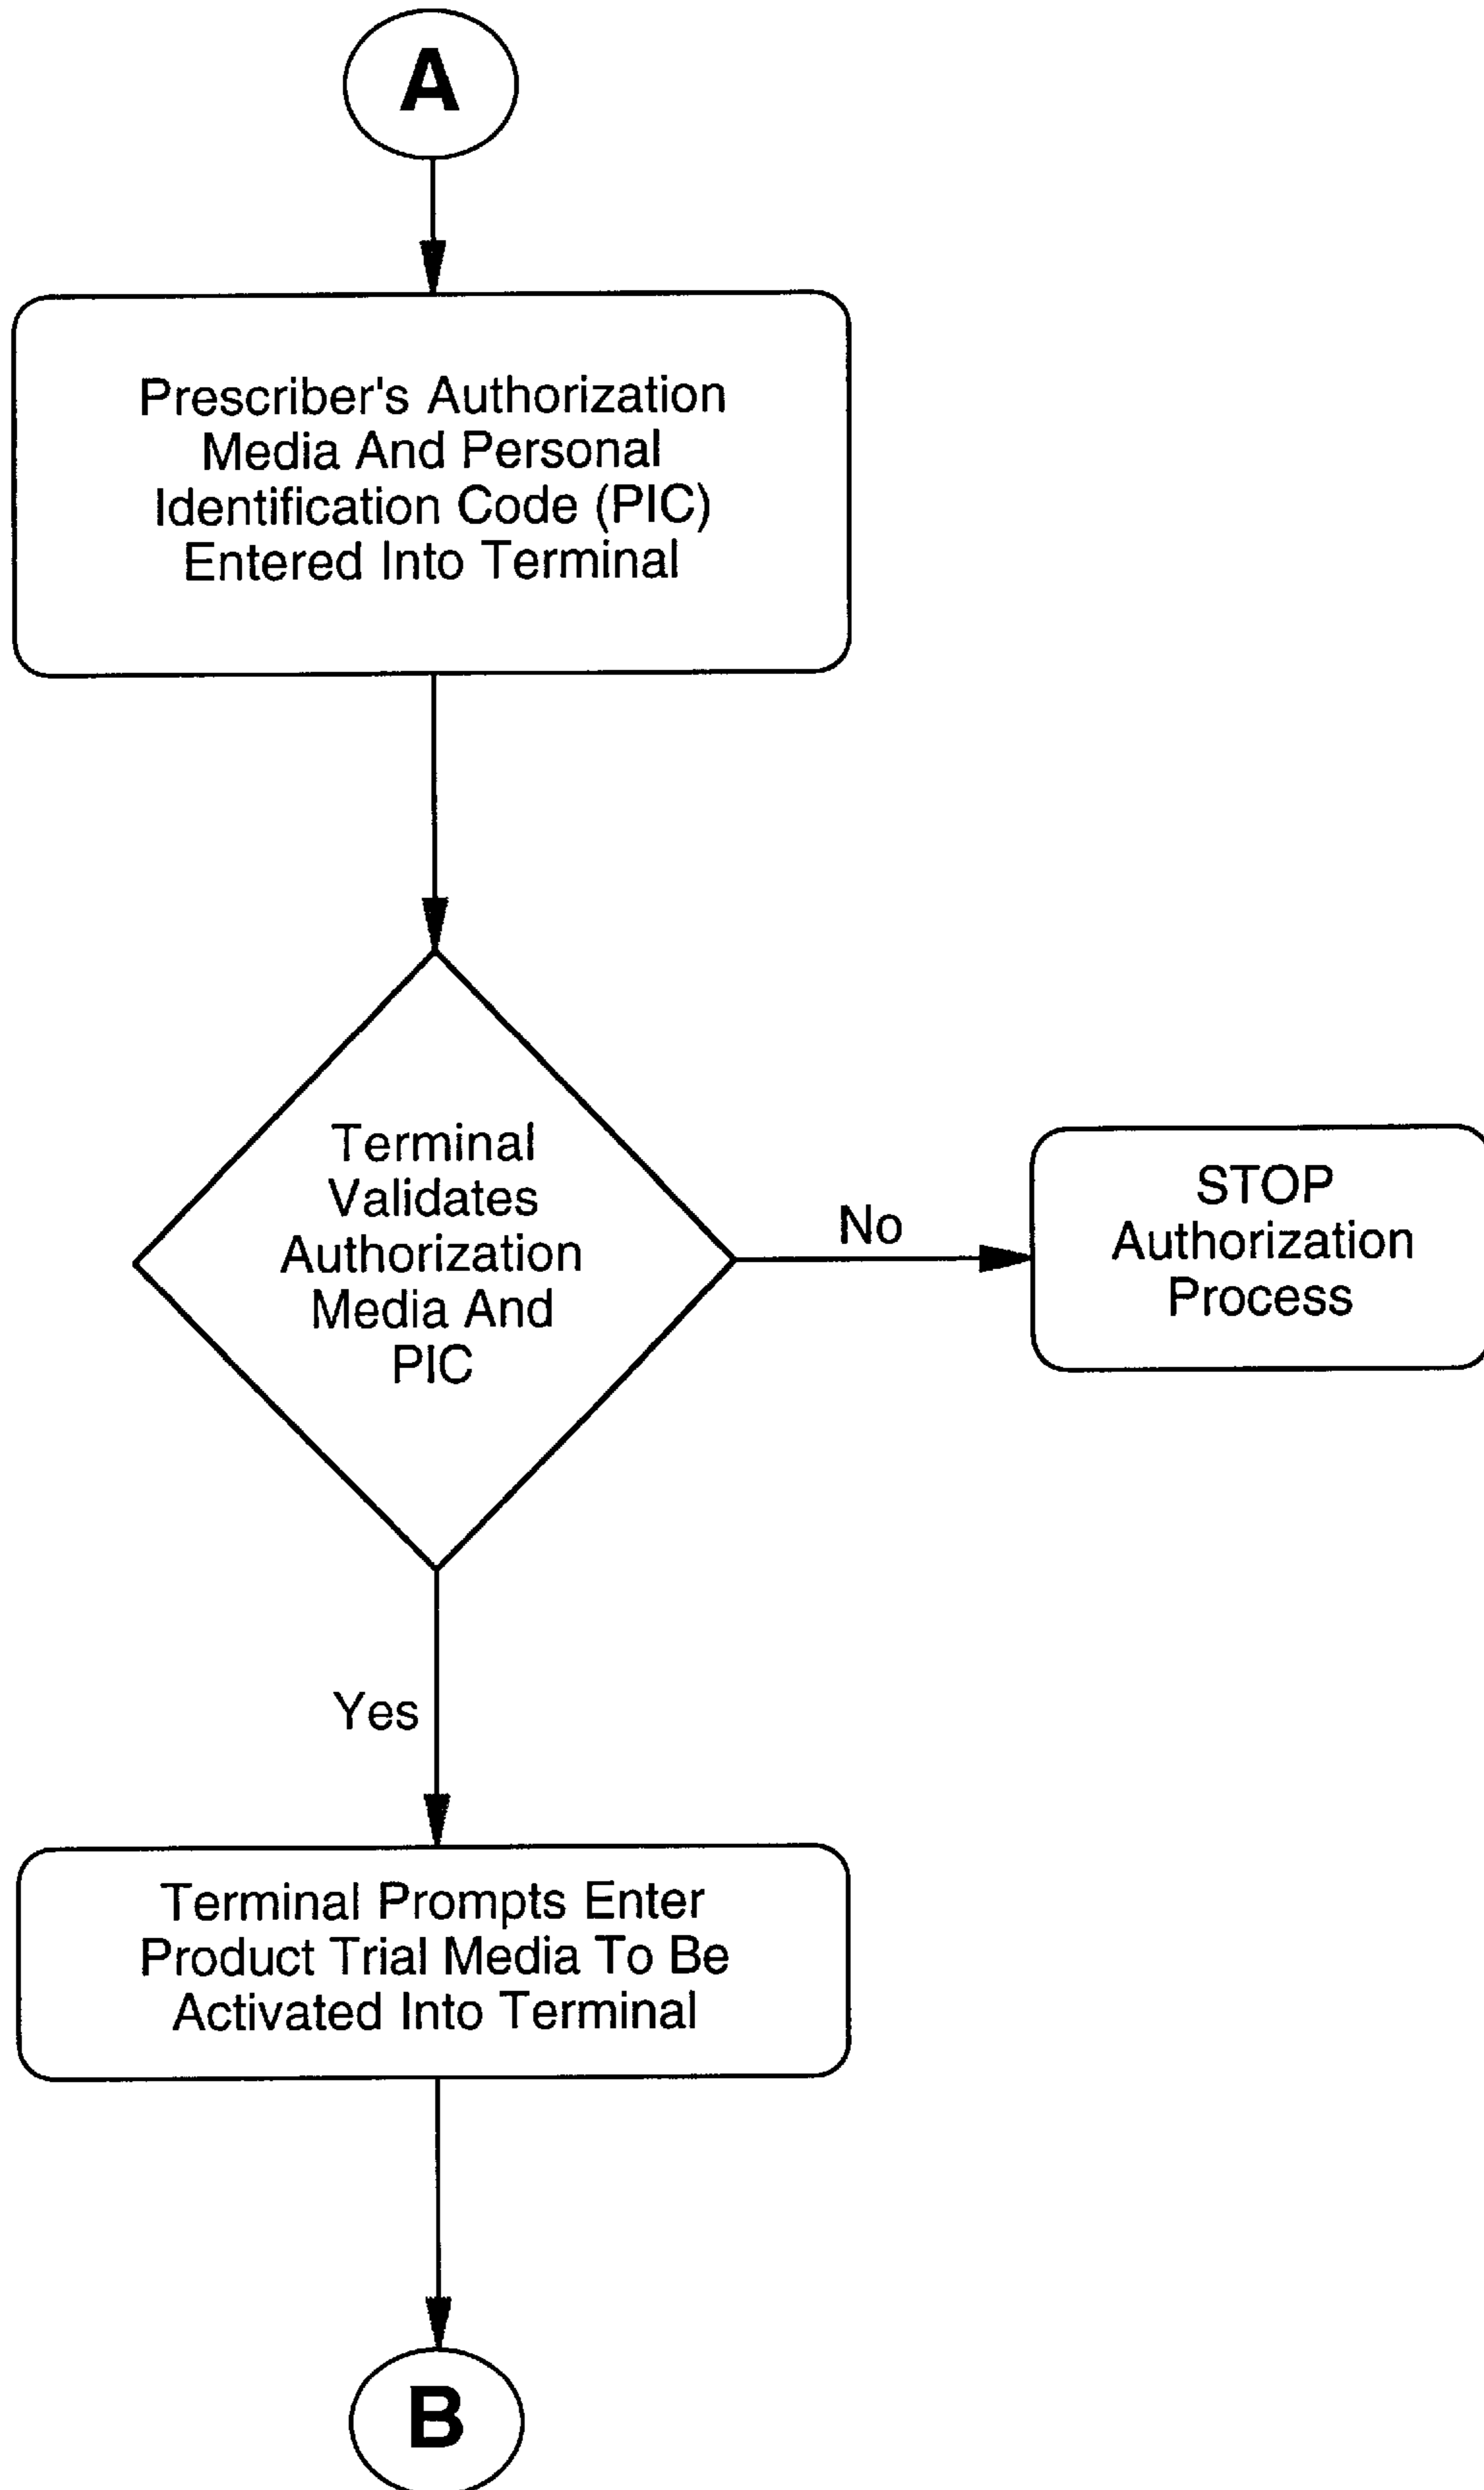 A
Prescriber's Authorization
Media And Personal
Identification Code (PIC)
Entered Into Terminal
Terminal
Validates
Authorization
Media And
PIC
No
STOP
Authorization
Process
Yes
Terminal Prompts Enter
Product Trial Media To Be
Activated Into Terminal
B